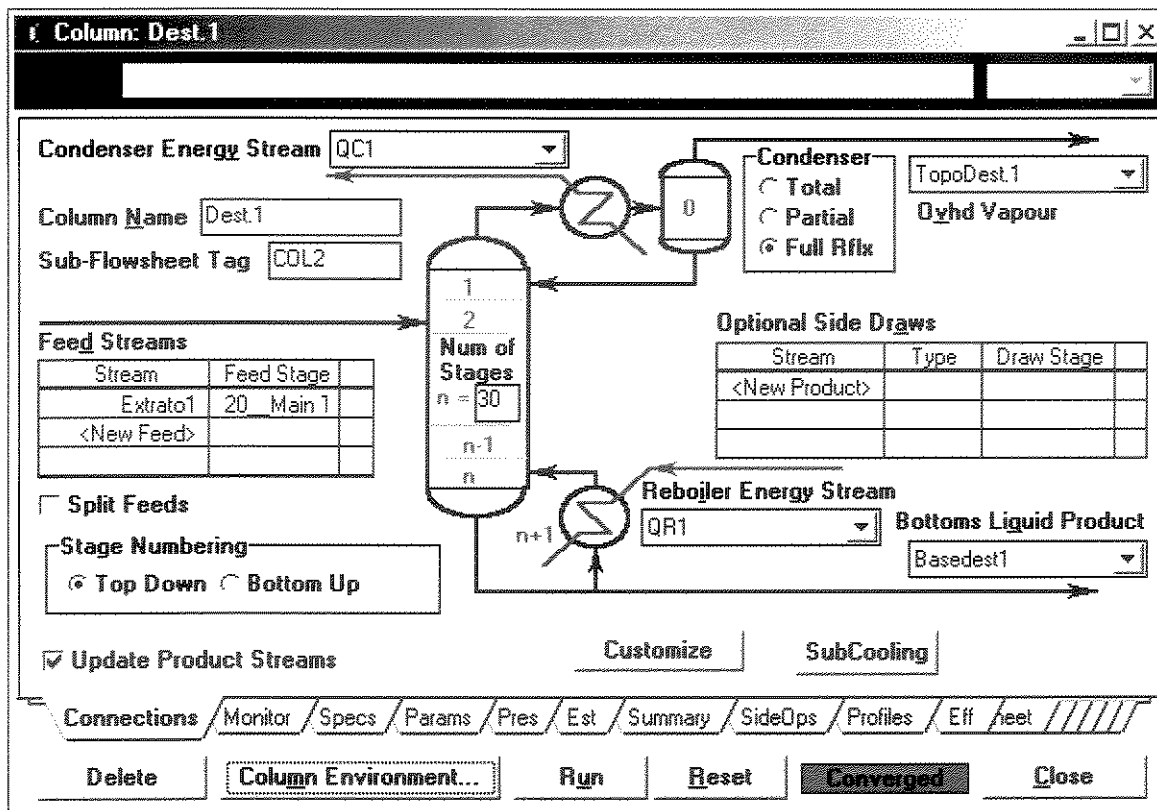 Column: Dest.1
Condenser Energy Stream QC1
Condenser
Total
Partial
Full Rflx
TopoDest.1
Ovhd Vapour
0
Column Name Dest.1
Sub-Flowsheet Tag COL2
1
2
Num of
Stages
n = 30
n-1
n
n+1
Feed Streams
Stream Feed Stage
Extrato1 20__Main T
<New Feed>
Optional Side Draws
Stream Type Draw Stage
<New Product>
Split Feeds
Reboiler Energy Stream
QR1
Bottoms Liquid Product
Basedest1
Stage Numbering
Top Down Bottom Up
Update Product Streams
Customize SubCooling
Connections Monitor Specs Params Pres Est Summary SideOps Profiles Eff heet
Delete Column Environment... Run Reset Converged Close